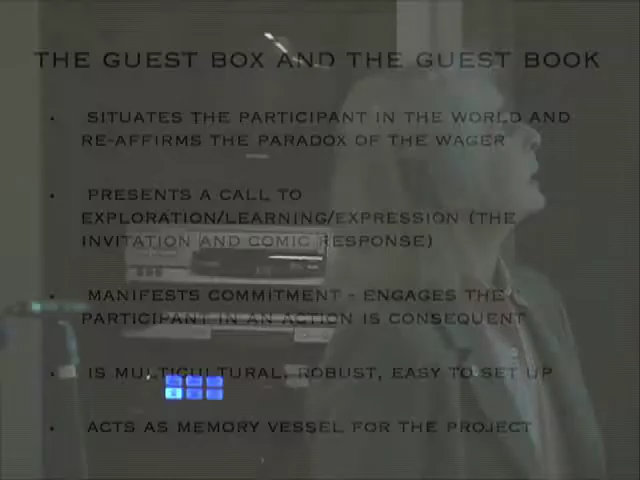 THE GUEST BOX AND THE GUEST BOOK
• SITUATES THE PARTICIPANT IN THE WORLD AND
RE-AFFIRMS THE PARADOX OF THE WAGER
• PRESENTS A CALL TO
EXPLORATION/LEARNING/EXPRESSION (THE
INVITATION AND COMIC RESPONSE)
• MANIFESTS COMMITMENT - ENGAGES THE
PARTICIPANT IN AN ACTION IS CONSEQUENT
• IS MULTICULTURAL, ROBUST, EASY TO SET UP
• ACTS AS MEMORY VESSEL FOR THE PROJECT